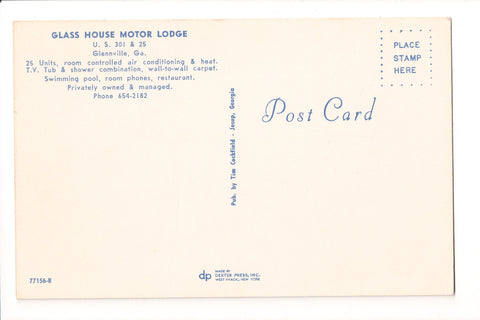 GLASS HOUSE MOTOR LODGE
U. S. 301 & 25
Glennville, Ga.
25 Units, room controlled air conditioning & heat.
T.V. Tub & shower combination, wall-to-wall carpet.
Swimming pool, room phones, restaurant.
Privately owned & managed.
Phone 654-2182
PLACE
STAMP
HERE
Post Card
Pub. by Tim Cockfield - Jesup, Georgia
77156-B
dp
MADE BY
DEXTER PRESS, INC.
WEST NYACK, NEW YORK